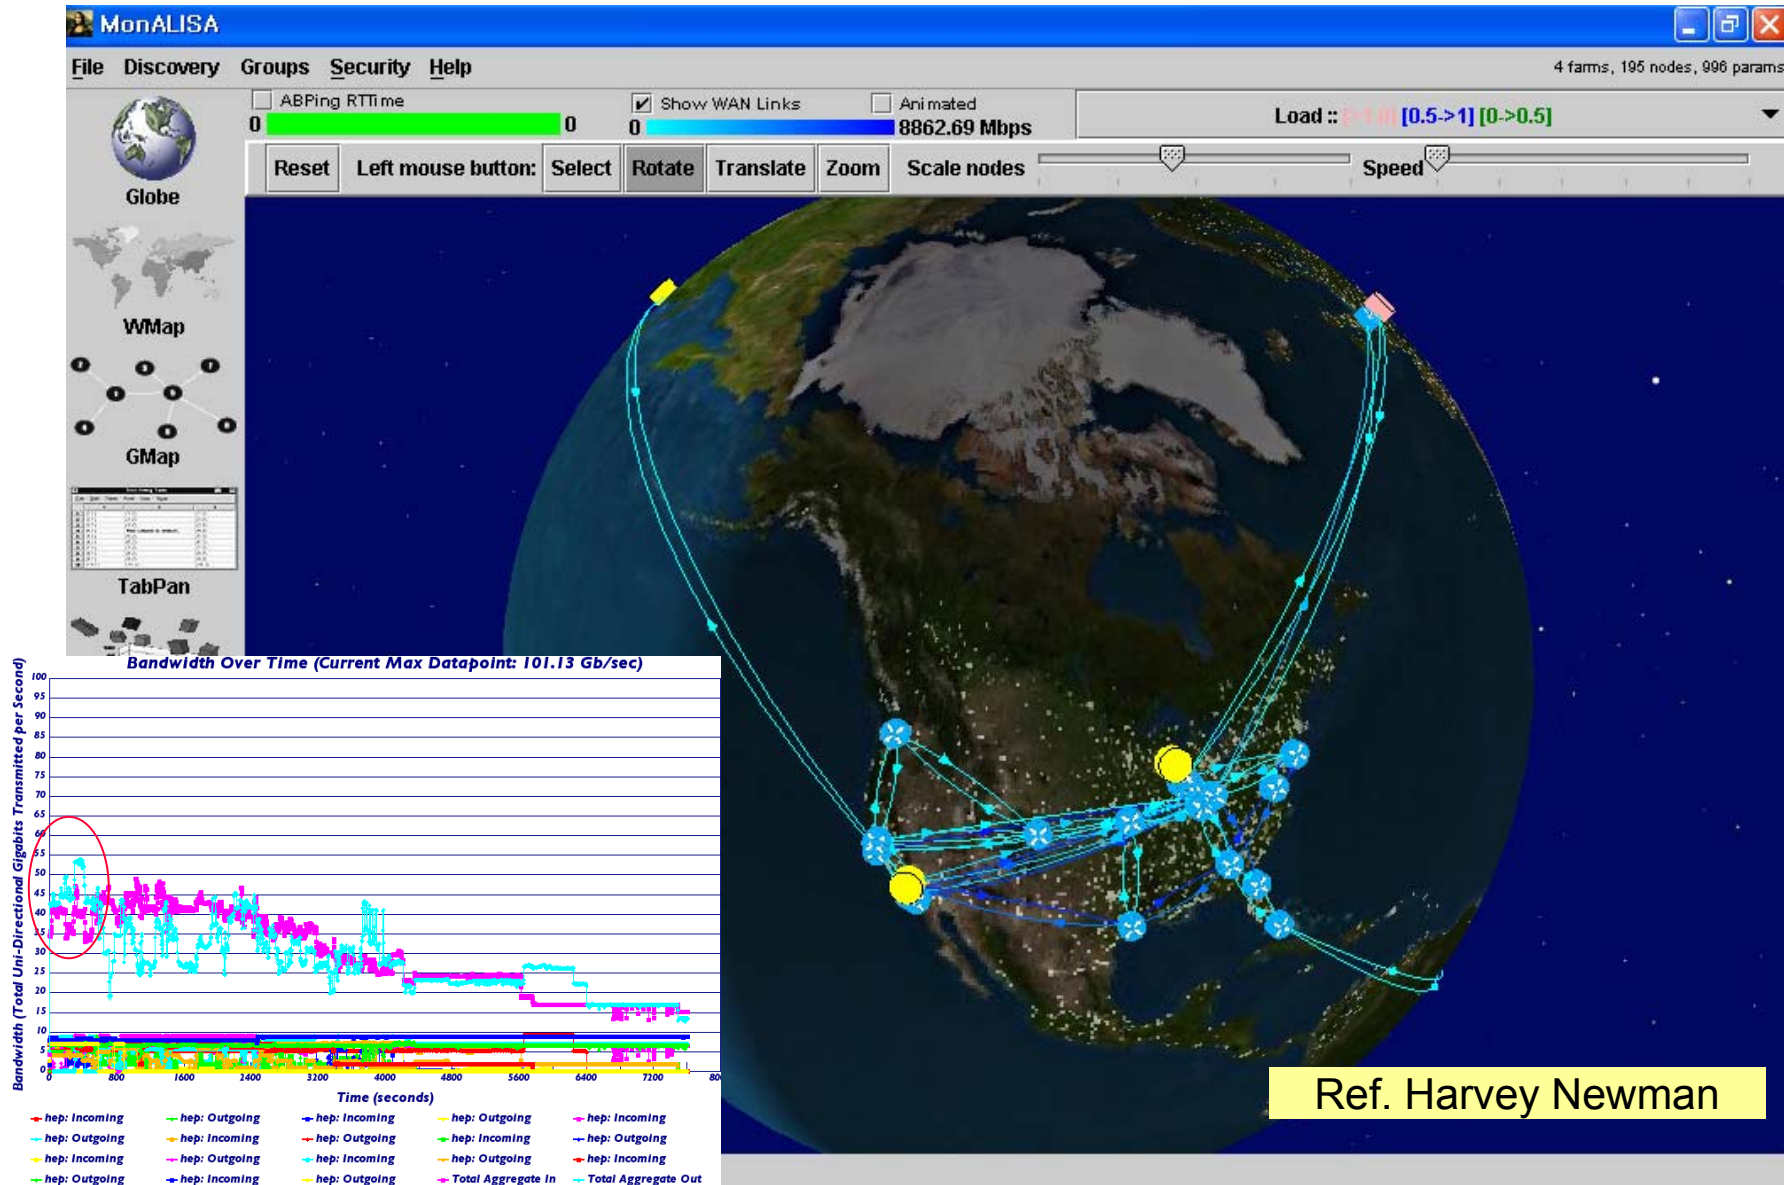 MonALISA
File Discovery Groups Security Help
4 farms, 195 nodes, 996 params
ABPing RTTime
0 0
Show WAN Links
Animated
0 8862.69 Mbps
Load :: [0.5->1] [0->0.5]
Reset Left mouse button: Select Rotate Translate Zoom Scale nodes Speed
Globe
WMap
GMap
TabPan
Bandwidth Over Time (Current Max Datapoint: 101.13 Gb/sec)
Bandwidth (Total Uni-Directional Gigabits Transmitted per Second)
100
95
90
85
80
75
70
65
60
55
50
45
40
35
30
25
20
15
10
5
0
0 800 1600 2400 3200 4000 4800 5600 6400 7200 80
Time (seconds)
hep: Incoming hep: Outgoing hep: Incoming hep: Outgoing hep: Incoming
hep: Outgoing hep: Incoming hep: Outgoing hep: Incoming hep: Outgoing
hep: Incoming hep: Outgoing hep: Incoming hep: Outgoing hep: Incoming
hep: Outgoing hep: Incoming hep: Outgoing Total Aggregate In Total Aggregate Out
Ref. Harvey Newman